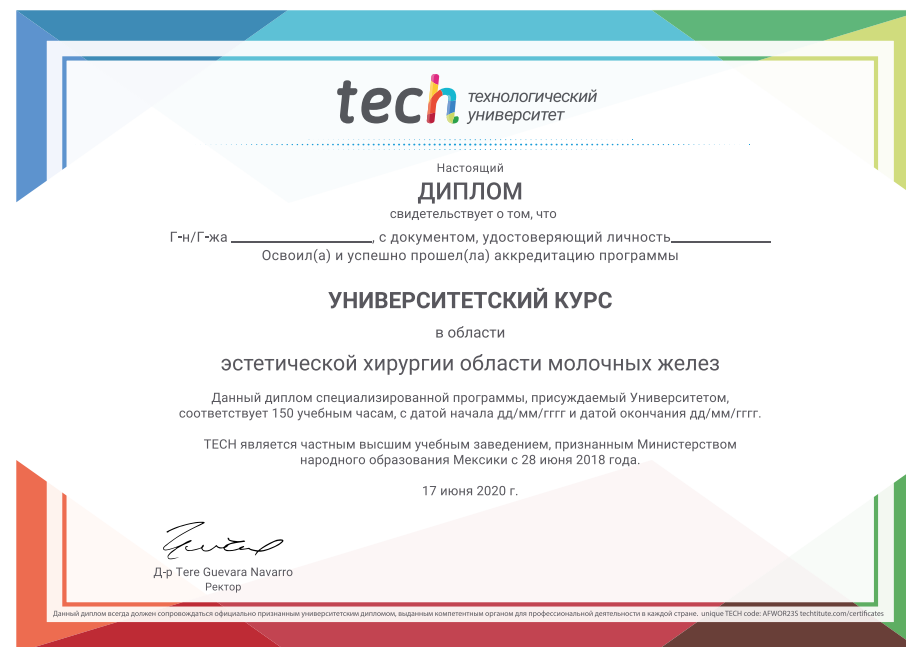 tech технологический
университет
Настоящий
ДИПЛОМ
свидетельствует о том, что
Г-н/Г-жа ____________________, с документом, удостоверяющий личность______________
Освоил(а) и успешно прошел(ла) аккредитацию программы
УНИВЕРСИТЕТСКИЙ КУРС
в области
эстетической хирургии области молочных желез
Данный диплом специализированной программы, присуждаемый Университетом,
соответствует 150 учебным часам, с датой начала дд/мм/гггг и датой окончания дд/мм/гггг.
TECH является частным высшим учебным заведением, признанным Министерством
народного образования Мексики с 28 июня 2018 года.
17 июня 2020 г.
Д-р Tere Guevara Navarro
Ректор
Данный диплом всегда должен сопровождаться официально признанным университетским дипломом, выданным компетентным органом для профессиональной деятельности в каждой стране. unique TECH code: AFWOR23S techtitute.com/certificates